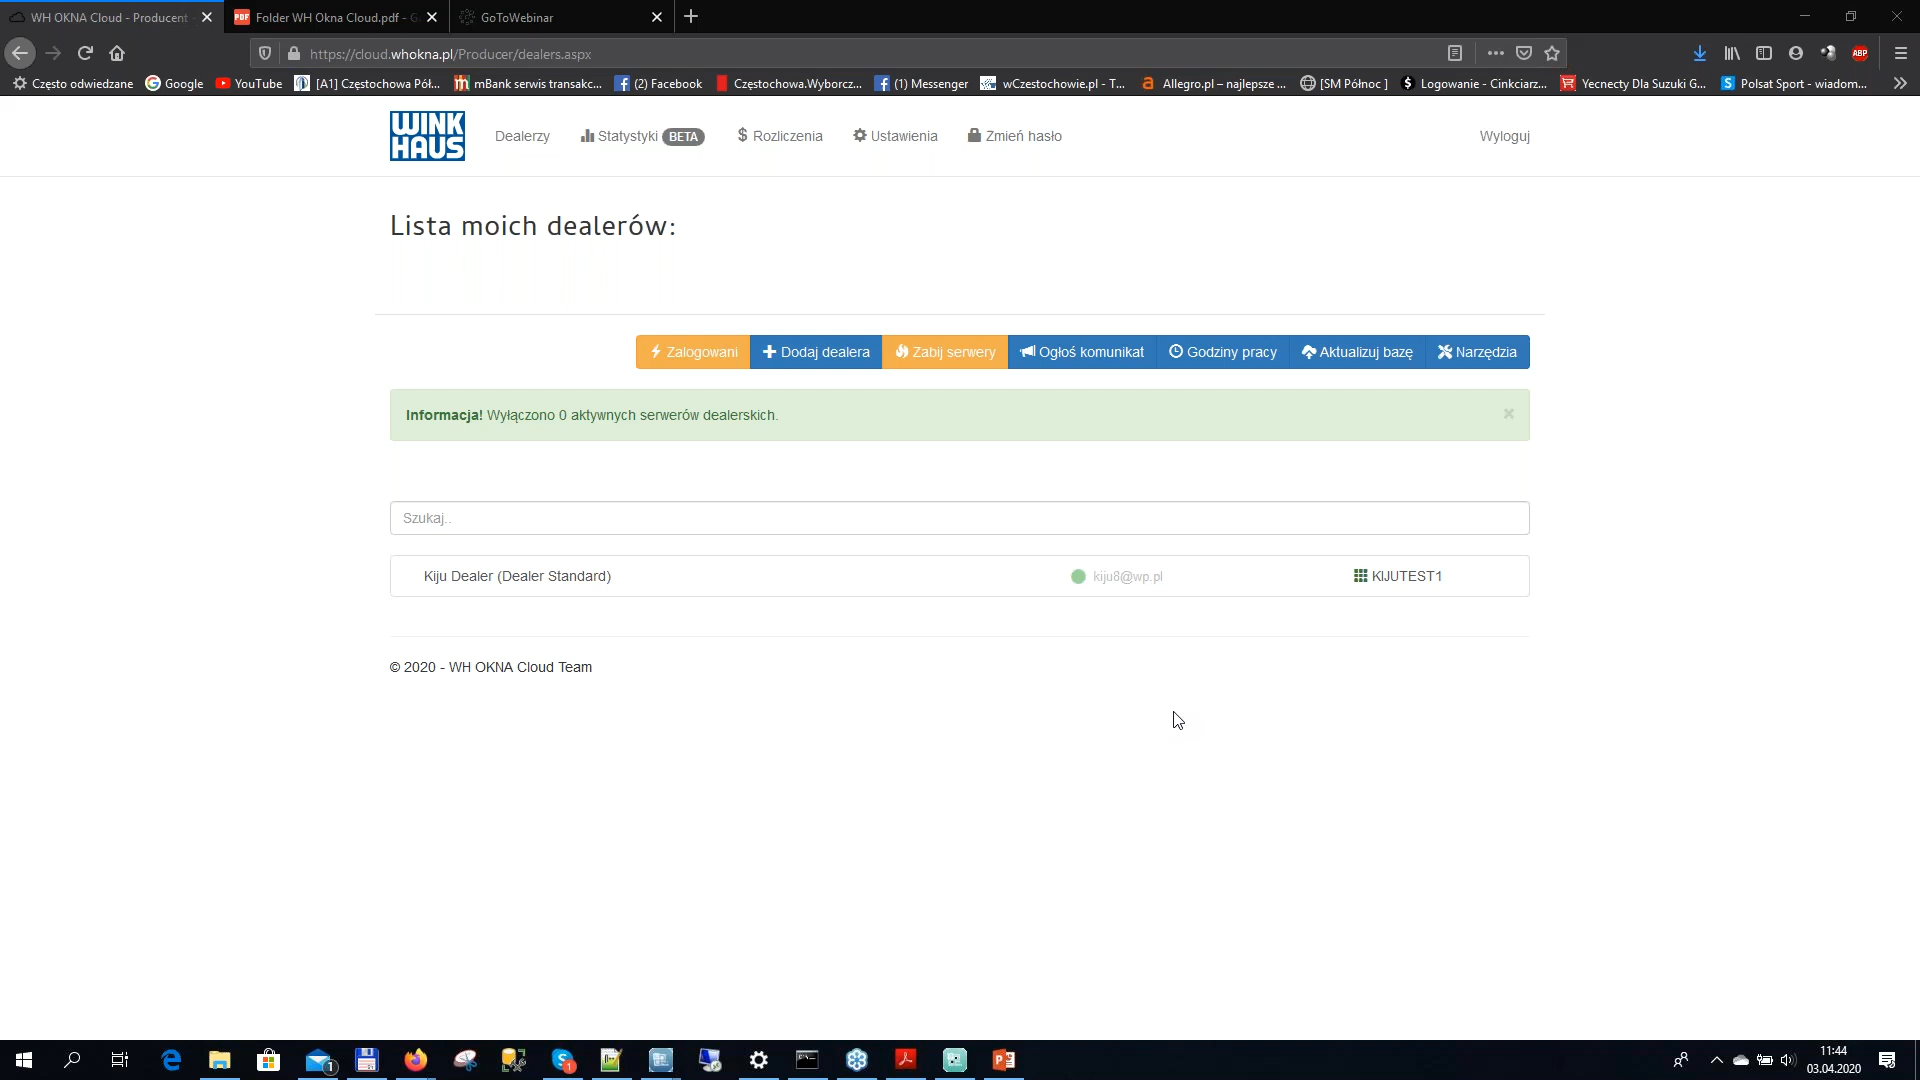 WH OKNA Cloud - Producent
Folder WH Okna Cloud.pdf - G
GoToWebinar
https://cloud.whokna.pl/Producer/dealers.aspx
ABP
Często odwiedzane
Google
YouTube
[A1] Częstochowa Pół...
mBank serwis transakc...
(2) Facebook
Częstochowa.Wyborcz...
(1) Messenger
wCzestochowie.pl - T...
Allegro.pl – najlepsze ...
[SM Północ ]
Logowanie - Cinkciarz...
Yecnecty Dla Suzuki G...
Polsat Sport - wiadom...
WINK
HAUS
Dealerzy
Statystyki BETA
$ Rozliczenia
Ustawienia
Zmień hasło
Wyloguj
Lista moich dealerów:
Zalogowani
Dodaj dealera
Zabij serwery
Ogłoś komunikat
Godziny pracy
Aktualizuj bazę
Narzędzia
Informacja! Wyłączono 0 aktywnych serwerów dealerskich.
×
Szukaj..
Kiju Dealer (Dealer Standard)
kiju8@wp.pl
KIJUTEST1
© 2020 - WH OKNA Cloud Team
11:44
03.04.2020